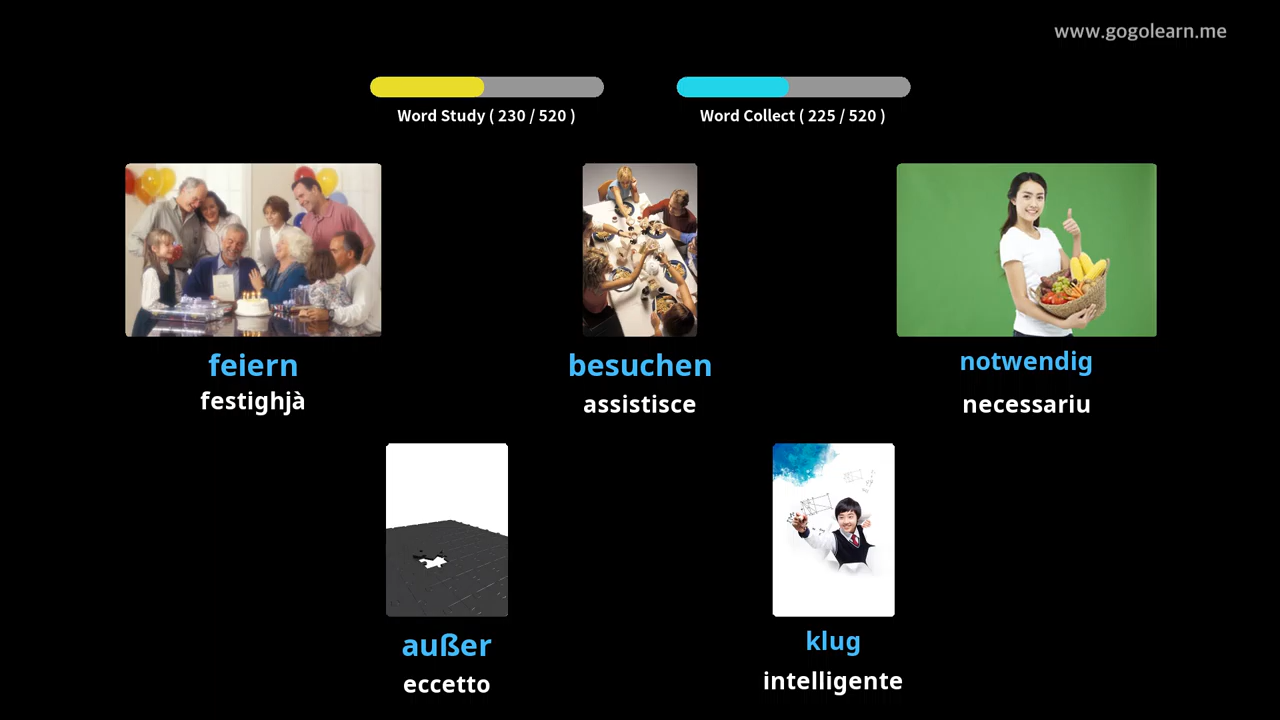 www.gogolearn.me
Word Study ( 230 / 520 )
Word Collect ( 225 / 520 )
feiern
festighjà
besuchen
assistisce
notwendig
necessariu
außer
eccetto
klug
intelligente